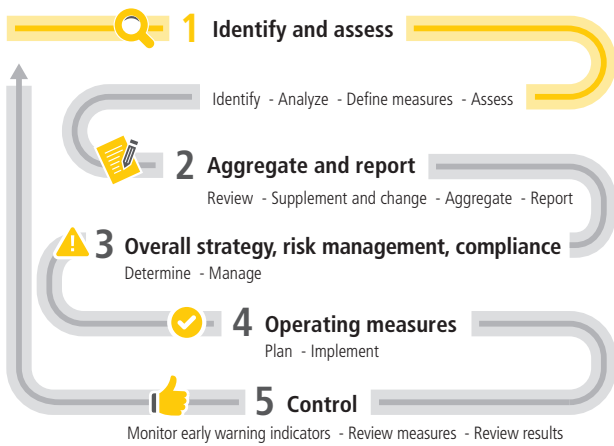 1 Identify and assess
Identify - Analyze - Define measures - Assess
2 Aggregate and report
Review - Supplement and change - Aggregate - Report
3 Overall strategy, risk management, compliance
Determine - Manage
4 Operating measures
Plan - Implement
5 Control
Monitor early warning indicators - Review measures - Review results